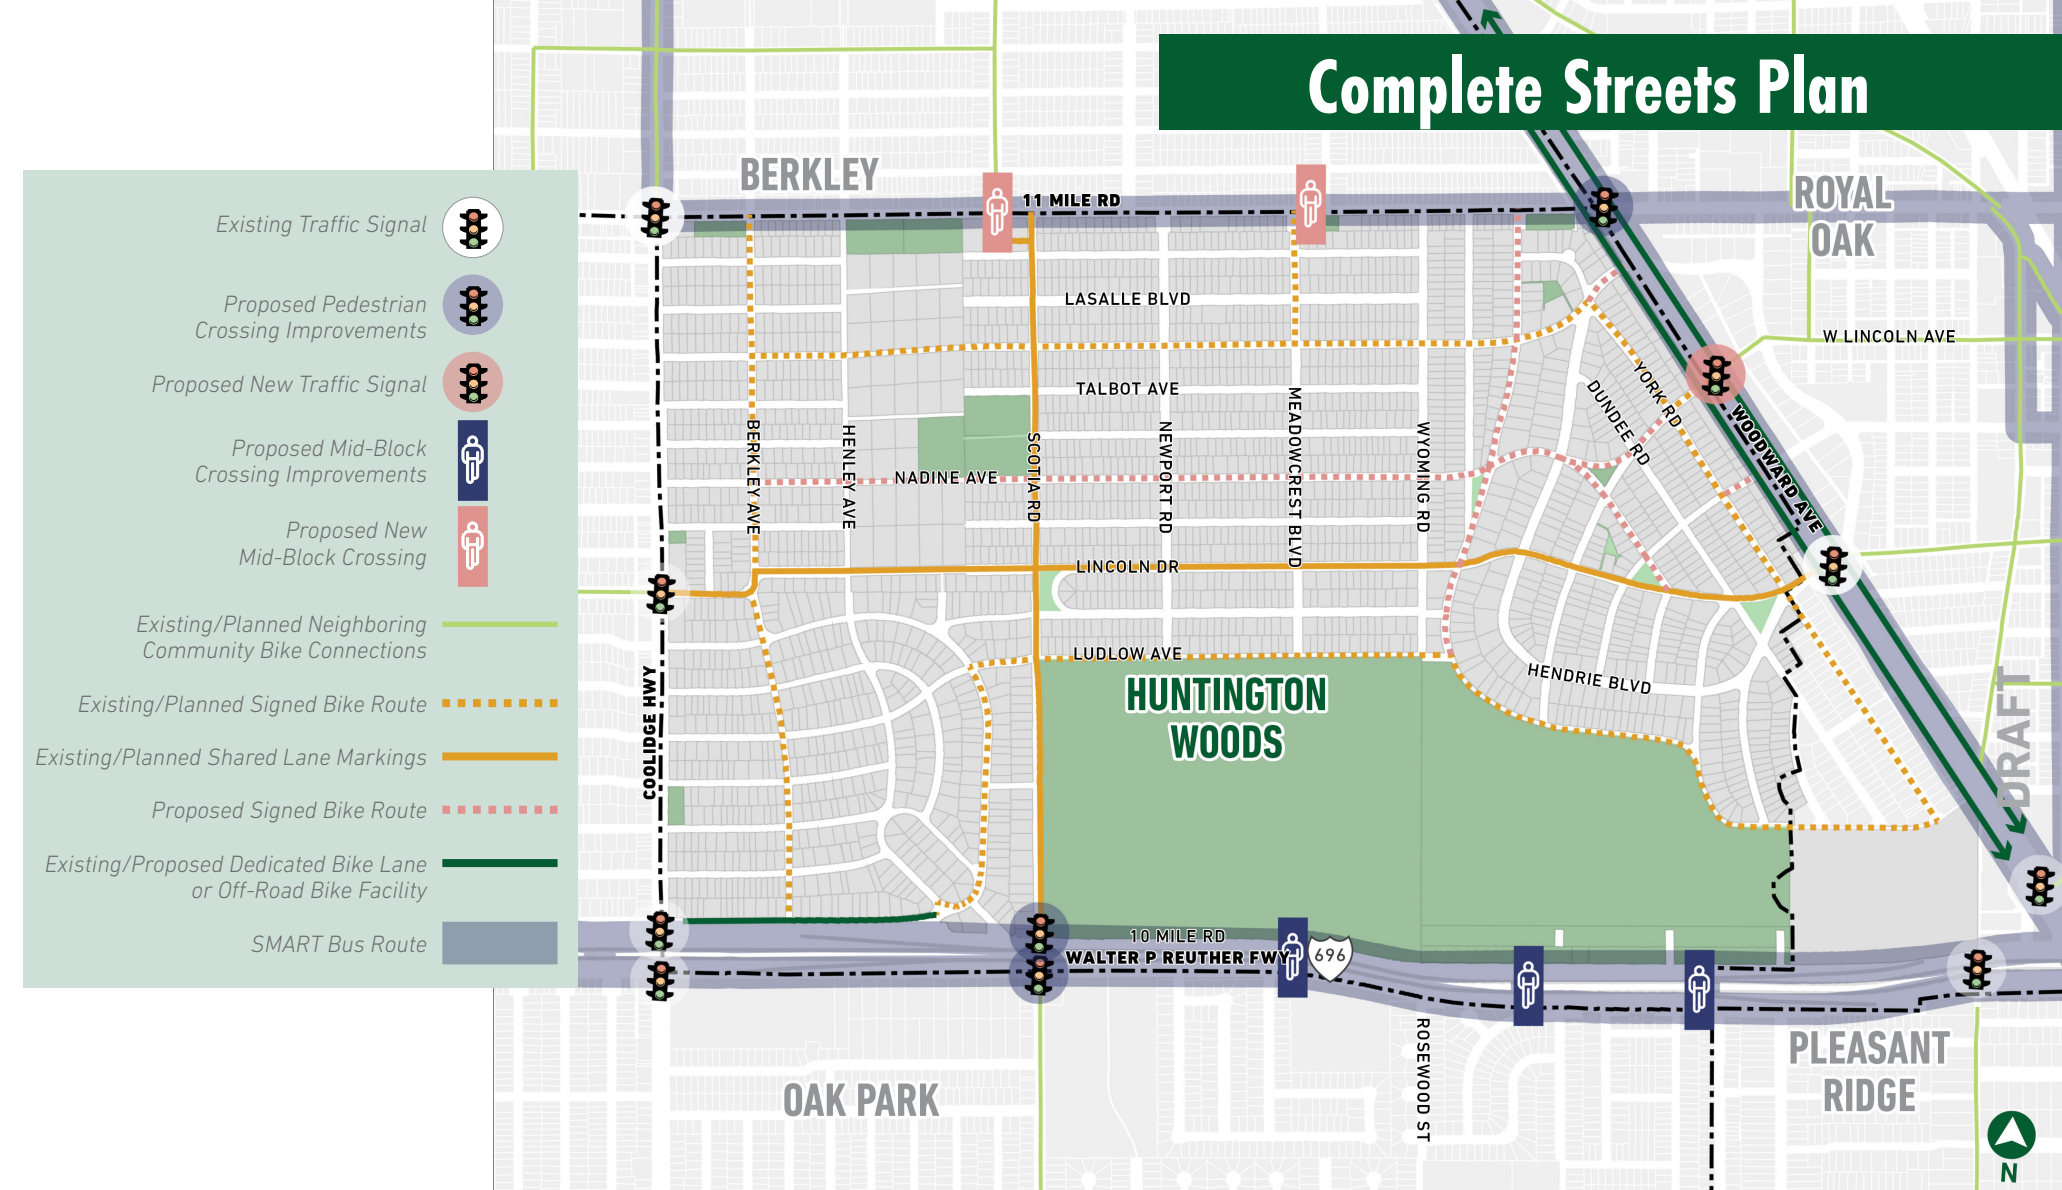 Complete Streets Plan
Existing Traffic Signal
Proposed Pedestrian
Crossing Improvements
Proposed New Traffic Signal
Proposed Mid-Block
Crossing Improvements
Proposed New
Mid-Block Crossing
Existing/Planned Neighboring
Community Bike Connections
Existing/Planned Signed Bike Route
Existing/Planned Shared Lane Markings
Proposed Signed Bike Route
Existing/Proposed Dedicated Bike Lane
or Off-Road Bike Facility
SMART Bus Route
BERKLEY
11 MILE RD
ROYAL
OAK
LASALLE BLVD
W LINCOLN AVE
TALBOT AVE
YORK RD
DUNDEE RD
WOODWARD AVE
BERKLEY AVE
HENLEY AVE
NADINE AVE
SCOTIA RD
NEWPORT RD
MEADOWCREST BLVD
WYOMING RD
LINCOLN DR
LUDLOW AVE
HENDRIE BLVD
COOLIDGE HWY
HUNTINGTON
WOODS
DRAFT
10 MILE RD
WALTER P REUTHER FWY
696
ROSEWOOD ST
OAK PARK
PLEASANT
RIDGE
N